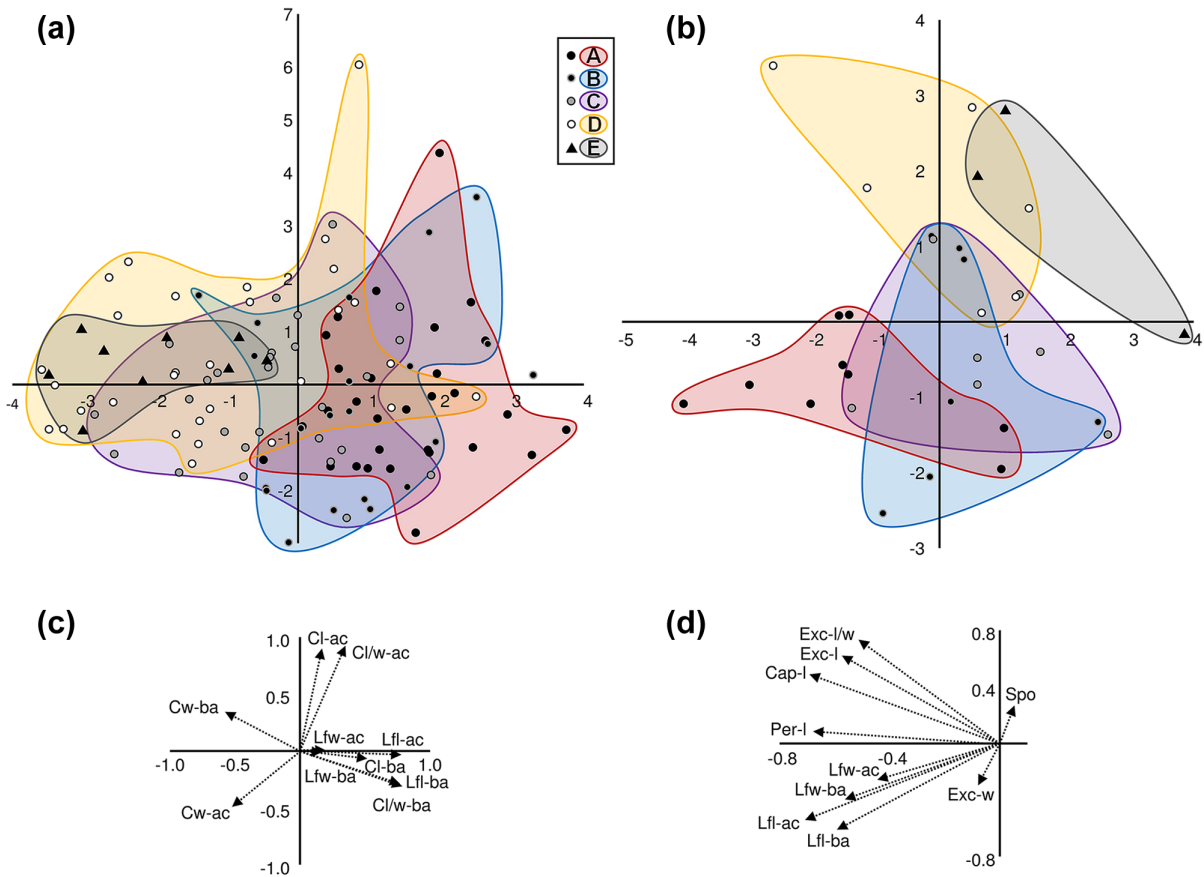 (a)
7
6
5
4
3
2
1
-4
-3
-2
-1
1
2
3
4
-1
-2
A
B
C
D
E
(b)
4
3
2
1
-5
-4
-3
-2
-1
1
2
3
4
-1
-2
-3
(c)
1.0
Cl-ac
Cl/w-ac
0.5
Cw-ba
Lfw-ac
Lfl-ac
-1.0
-0.5
Cl-ba
1.0
Lfw-ba
Lfl-ba
Cl/w-ba
Cw-ac
-0.5
-1.0
(d)
0.8
Exc-l/w
Exc-l
Cap-l
0.4
Spo
Per-l
-0.8
-0.4
Lfw-ac
Lfw-ba
Exc-w
Lfl-ac
Lfl-ba
-0.8